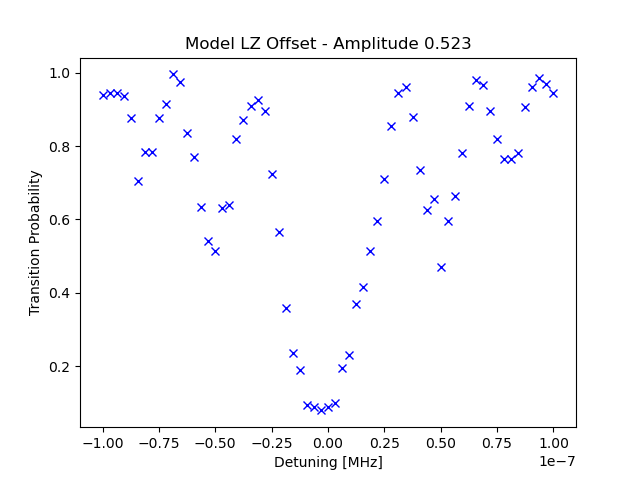 Model LZ Offset - Amplitude 0.523
Transition Probability
1.0
0.8
0.6
0.4
0.2
−1.00 −0.75 −0.50 −0.25 0.00 0.25 0.50 0.75 1.00
1e−7
Detuning [MHz]